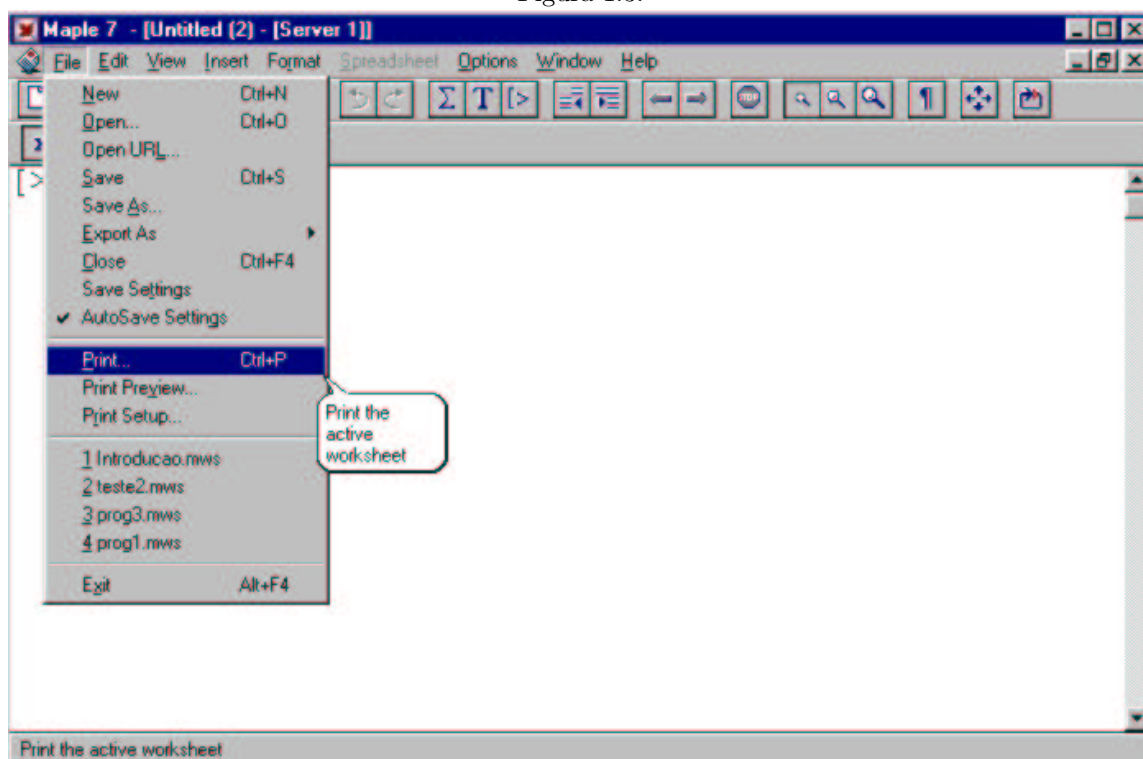 Maple 7 - [Untitled (2) - [Server 1]]
File Edit View Insert Format Spreadsheet Options Window Help
New Ctrl+N
Open... Ctrl+O
Open URL...
Save Ctrl+S
Save As...
Export As
Close Ctrl+F4
Save Settings
AutoSave Settings
Print... Ctrl+P
Print Preview...
Print Setup...
1 Introducao.mws
2 teste2.mws
3 prog3.mws
4 prog1.mws
Exit Alt+F4
Σ T [>
STOP
¶
[>
Print the
active
worksheet
Print the active worksheet